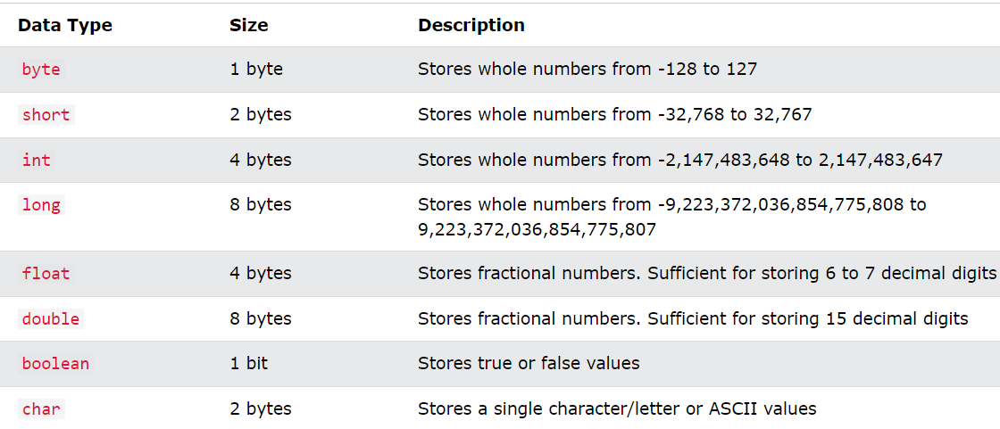 Data Type Size Description
byte 1 byte Stores whole numbers from -128 to 127
short 2 bytes Stores whole numbers from -32,768 to 32,767
int 4 bytes Stores whole numbers from -2,147,483,648 to 2,147,483,647
long 8 bytes Stores whole numbers from -9,223,372,036,854,775,808 to
9,223,372,036,854,775,807
float 4 bytes Stores fractional numbers. Sufficient for storing 6 to 7 decimal digits
double 8 bytes Stores fractional numbers. Sufficient for storing 15 decimal digits
boolean 1 bit Stores true or false values
char 2 bytes Stores a single character/letter or ASCII values